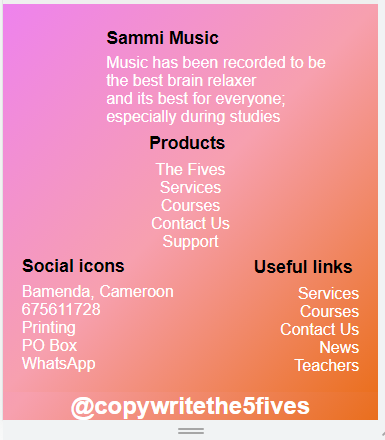 Sammi Music
Music has been recorded to be
the best brain relaxer
and its best for everyone;
especially during studies
Products
The Fives
Services
Courses
Contact Us
Support
Social icons
Bamenda, Cameroon
675611728
Printing
PO Box
WhatsApp
Useful links
Services
Courses
Contact Us
News
Teachers
@copywritethe5fives